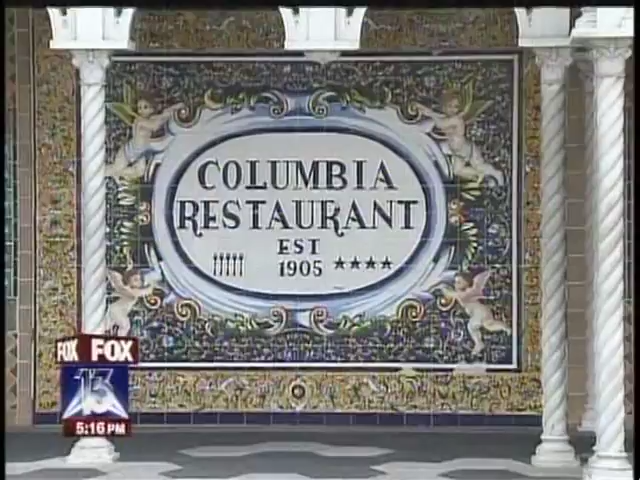 COLUMBIA
RESTAURANT
EST
1905
FOX FOX
13
5:16 PM